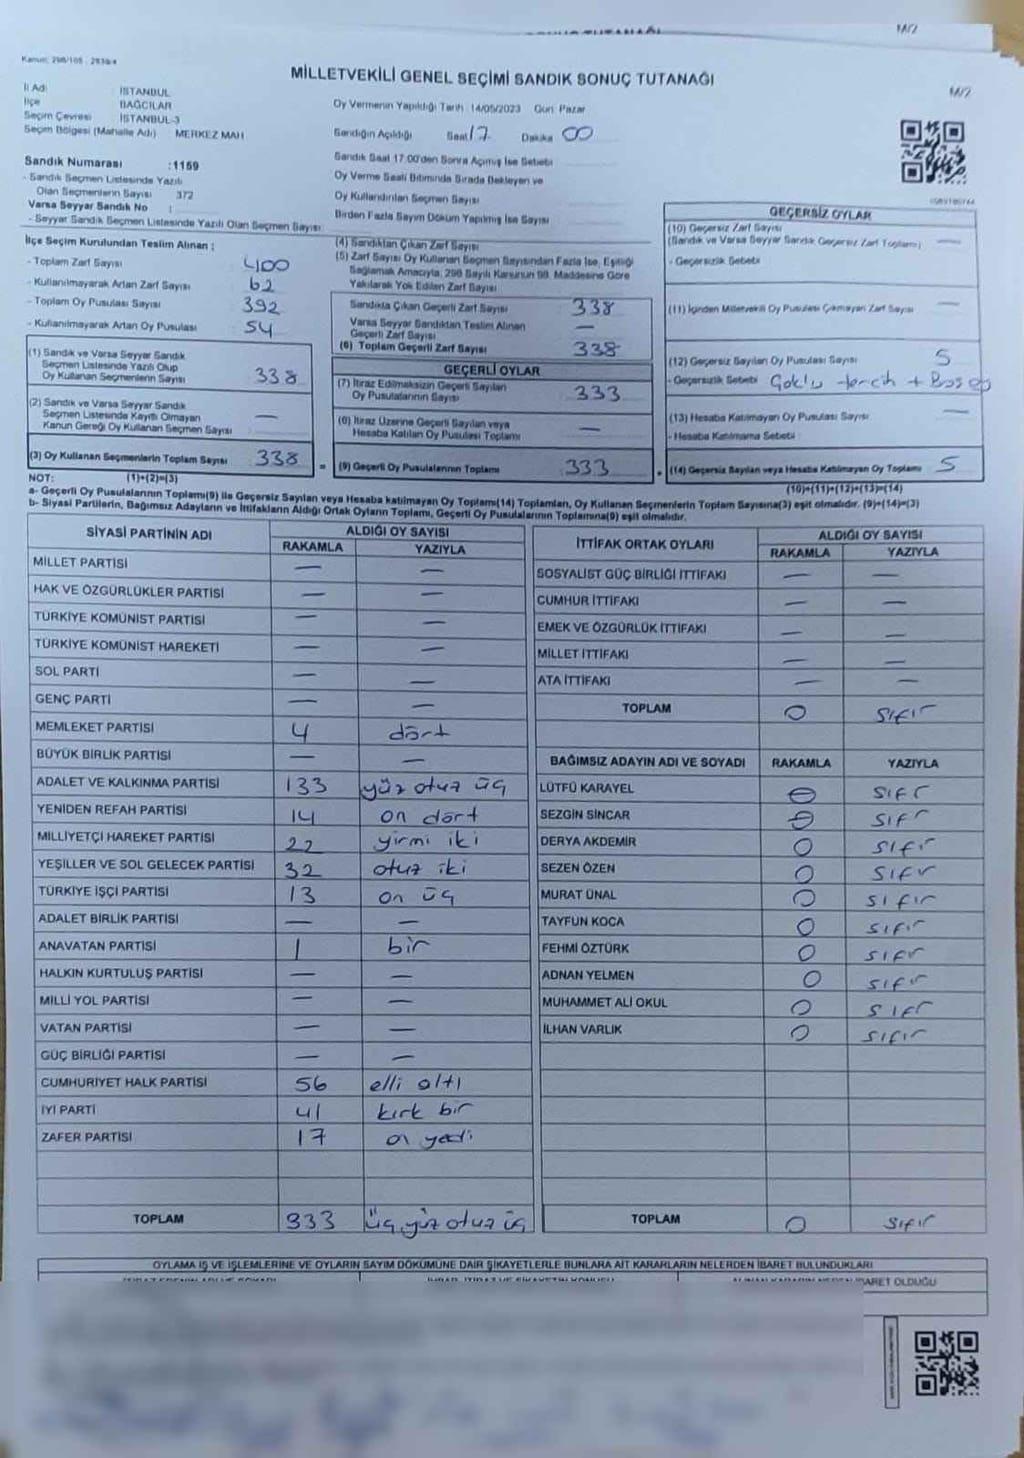 M/2
Kanun: 298/105 - 2839/4
MİLLETVEKİLİ GENEL SEÇİMİ SANDIK SONUÇ TUTANAĞI
M/2
İl Adı : İSTANBUL
İlçe BAĞCILAR
Seçim Çevresi İSTANBUL-3
Seçim Bölgesi (Mahalle Adı) : MERKEZ MAH.
Oy Vermenin Yapıldığı Tarih : 14/05/2023 Gün: Pazar
Sandığın Açıldığı Saat 17 Dakika 00
Sandık Saat 17:00'den Sonra Açılmış İse Sebebi
Oy Verme Saati Bitiminde Sırada Bekleyen ve
Oy Kullandırılan Seçmen Sayısı
Birden Fazla Sayım Döküm Yapılmış İse Sayısı
Sandık Numarası :1159
- Sandık Seçmen Listesinde Yazılı
Olan Seçmenlerin Sayısı 372
Varsa Seyyar Sandık No :
- Seyyar Sandık Seçmen Listesinde Yazılı Olan Seçmen Sayısı
İlçe Seçim Kurulundan Teslim Alınan ;
- Toplam Zarf Sayısı 400
- Kullanılmayarak Artan Zarf Sayısı 62
- Toplam Oy Pusulası Sayısı 392
- Kullanılmayarak Artan Oy Pusulası 54
(1) Sandık ve Varsa Seyyar Sandık
Seçmen Listesinde Yazılı Olup
Oy Kullanan Seçmenlerin Sayısı 338
(2) Sandık ve Varsa Seyyar Sandık
Seçmen Listesinde Kayıtlı Olmayan
Kanun Gereği Oy Kullanan Seçmen Sayısı —
(3) Oy Kullanan Seçmenlerin Toplam Sayısı 338 =
(4) Sandıktan Çıkan Zarf Sayısı
(5) Zarf Sayısı Oy Kullanan Seçmen Sayısından Fazla İse, Eşitliği
Sağlamak Amacıyla, 298 Sayılı Kanunun 98. Maddesine Göre
Yakılarak Yok Edilen Zarf Sayısı
Sandıkta Çıkan Geçerli Zarf Sayısı 338
Varsa Seyyar Sandıktan Teslim Alınan
Geçerli Zarf Sayısı —
(6) Toplam Geçerli Zarf Sayısı 338
GEÇERLİ OYLAR
(7) İtiraz Edilmeksizin Geçerli Sayılan
Oy Pusulalarının Sayısı 333
(8) İtiraz Üzerine Geçerli Sayılan veya
Hesaba Katılan Oy Pusulası Toplamı —
(9) Geçerli Oy Pusulalarının Toplamı 333 +
GEÇERSİZ OYLAR
(10) Geçersiz Zarf Sayısı
(Sandık ve Varsa Seyyar Sandık Geçersiz Zarf Toplamı) —
- Geçersizlik Sebebi
(11) İçinden Milletvekili Oy Pusulası Çıkmayan Zarf Sayısı —
(12) Geçersiz Sayılan Oy Pusulası Sayısı 5
- Geçersizlik Sebebi tercih +
(13) Hesaba Katılmayan Oy Pusulası Sayısı —
- Hesaba Katılmama Sebebi
(14) Geçersiz Sayılan veya Hesaba Katılmayan Oy Toplamı 5
NOT: (1)+(2)=(3)
(10)+(11)+(12)+(13)=(14)
a- Geçerli Oy Pusulalarının Toplamı(9) ile Geçersiz Sayılan veya Hesaba katılmayan Oy Toplamı(14) Toplamları, Oy Kullanan Seçmenlerin Toplam Sayısına(3) eşit olmalıdır. (9)+(14)=(3)
b- Siyasi Partilerin, Bağımsız Adayların ve İttifakların Aldığı Ortak Oyların Toplamı, Geçerli Oy Pusulalarının Toplamına(9) eşit olmalıdır.
SİYASİ PARTİNİN ADI ALDIĞI OY SAYISI
RAKAMLA YAZIYLA
MİLLET PARTİSİ — —
HAK VE ÖZGÜRLÜKLER PARTİSİ — —
TÜRKİYE KOMÜNİST PARTİSİ — —
TÜRKİYE KOMÜNİST HAREKETİ — —
SOL PARTİ — —
GENÇ PARTİ — —
MEMLEKET PARTİSİ 4 dört
BÜYÜK BİRLİK PARTİSİ — —
ADALET VE KALKINMA PARTİSİ 133 yüz otuz üç
YENİDEN REFAH PARTİSİ 14 on dört
MİLLİYETÇİ HAREKET PARTİSİ 22 yirmi iki
YEŞİLLER VE SOL GELECEK PARTİSİ 32 otuz iki
TÜRKİYE İŞÇİ PARTİSİ 13 on üç
ADALET BİRLİK PARTİSİ — —
ANAVATAN PARTİSİ 1 bir
HALKIN KURTULUŞ PARTİSİ — —
MİLLİ YOL PARTİSİ — —
VATAN PARTİSİ — —
GÜÇ BİRLİĞİ PARTİSİ — —
CUMHURİYET HALK PARTİSİ 56 elli altı
İYİ PARTİ 41 kırk bir
ZAFER PARTİSİ 17 on yedi
TOPLAM 333 üç yüz otuz üç
İTTİFAK ORTAK OYLARI ALDIĞI OY SAYISI
RAKAMLA YAZIYLA
SOSYALİST GÜÇ BİRLİĞİ İTTİFAKI — —
CUMHUR İTTİFAKI — —
EMEK VE ÖZGÜRLÜK İTTİFAKI — —
MİLLET İTTİFAKI — —
ATA İTTİFAKI — —
TOPLAM 0 sıfır
BAĞIMSIZ ADAYIN ADI VE SOYADI RAKAMLA YAZIYLA
LÜTFÜ KARAYEL 0 sıfır
SEZGİN SİNCAR 0 sıfır
DERYA AKDEMİR 0 sıfır
SEZEN ÖZEN 0 sıfır
MURAT ÜNAL 0 sıfır
TAYFUN KOCA 0 sıfır
FEHMİ ÖZTÜRK 0 sıfır
ADNAN YELMEN 0 sıfır
MUHAMMET ALİ OKUL 0 sıfır
İLHAN VARLIK 0 sıfır
TOPLAM 0 sıfır
OYLAMA İŞ VE İŞLEMLERİNE VE OYLARIN SAYIM DÖKÜMÜNE DAİR ŞİKAYETLERLE BUNLARA AİT KARARLARIN NELERDEN İBARET BULUNDUKLARI
İBARET OLDUĞU